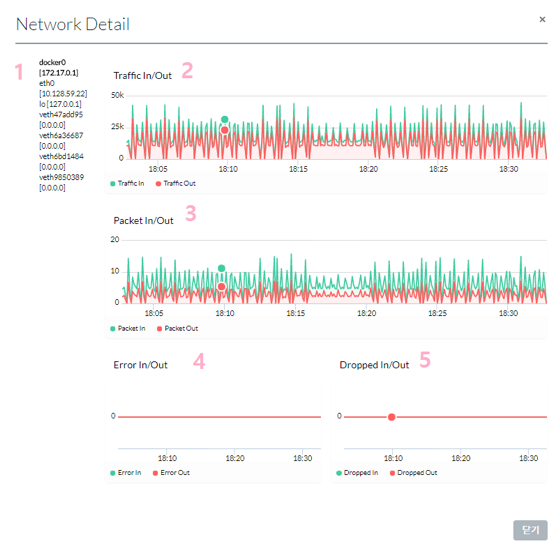 Network Detail
×
1
docker0
[172.17.0.1]
eth0
[10.128.59.22]
lo [127.0.0.1]
veth47add95
[0.0.0.0]
veth6a36687
[0.0.0.0]
veth6bd1484
[0.0.0.0]
veth9850389
[0.0.0.0]
Traffic In/Out 2
50k
25k
0
18:05 18:10 18:15 18:20 18:25 18:30
Traffic In Traffic Out
Packet In/Out 3
20
10
0
18:05 18:10 18:15 18:20 18:25 18:30
Packet In Packet Out
Error In/Out 4
0
18:10 18:20 18:30
Error In Error Out
Dropped In/Out 5
0
18:10 18:20 18:30
Dropped In Dropped Out
닫기